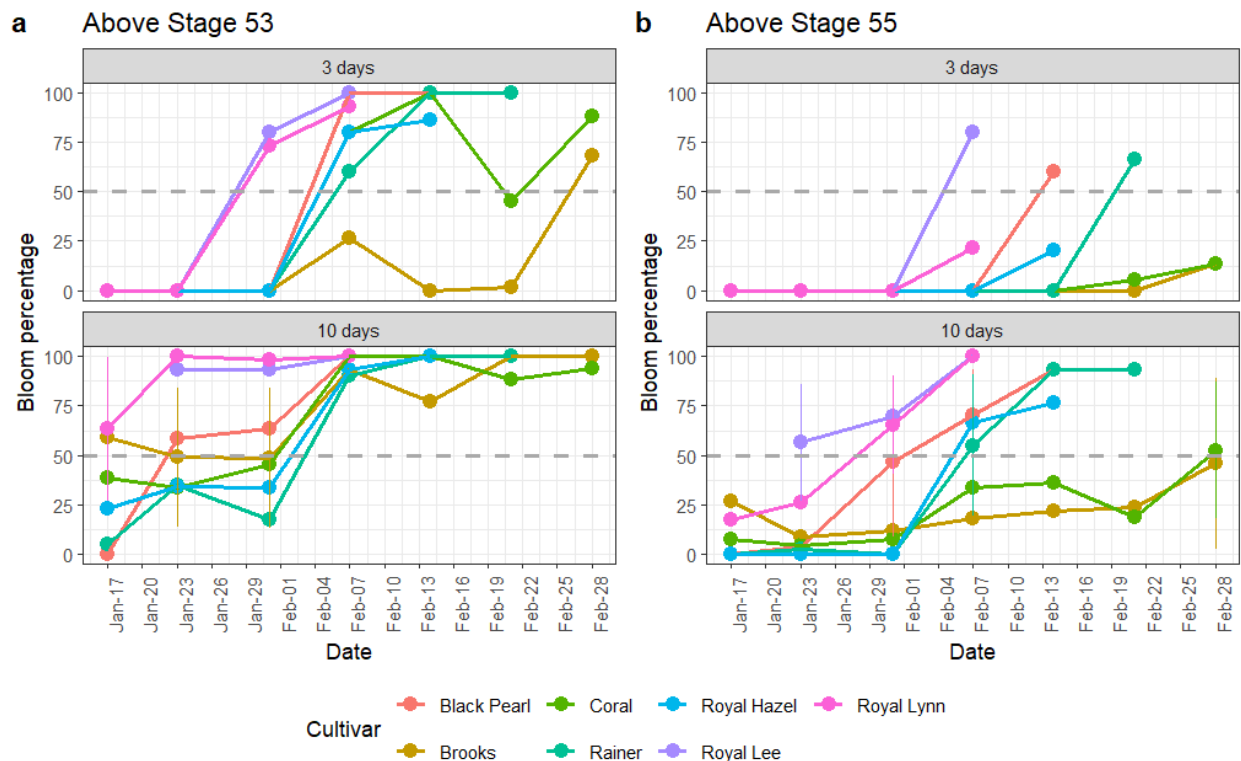 a Above Stage 53
b Above Stage 55
3 days
3 days
100
75
50
25
0
100
75
50
25
0
10 days
10 days
100
75
50
25
0
100
75
50
25
0
Bloom percentage
Bloom percentage
Jan-17 Jan-20 Jan-23 Jan-26 Jan-29 Feb-01 Feb-04 Feb-07 Feb-10 Feb-13 Feb-16 Feb-19 Feb-22 Feb-25 Feb-28
Jan-17 Jan-20 Jan-23 Jan-26 Jan-29 Feb-01 Feb-04 Feb-07 Feb-10 Feb-13 Feb-16 Feb-19 Feb-22 Feb-25 Feb-28
Date
Date
Cultivar
Black Pearl Coral Royal Hazel Royal Lynn
Brooks Rainer Royal Lee